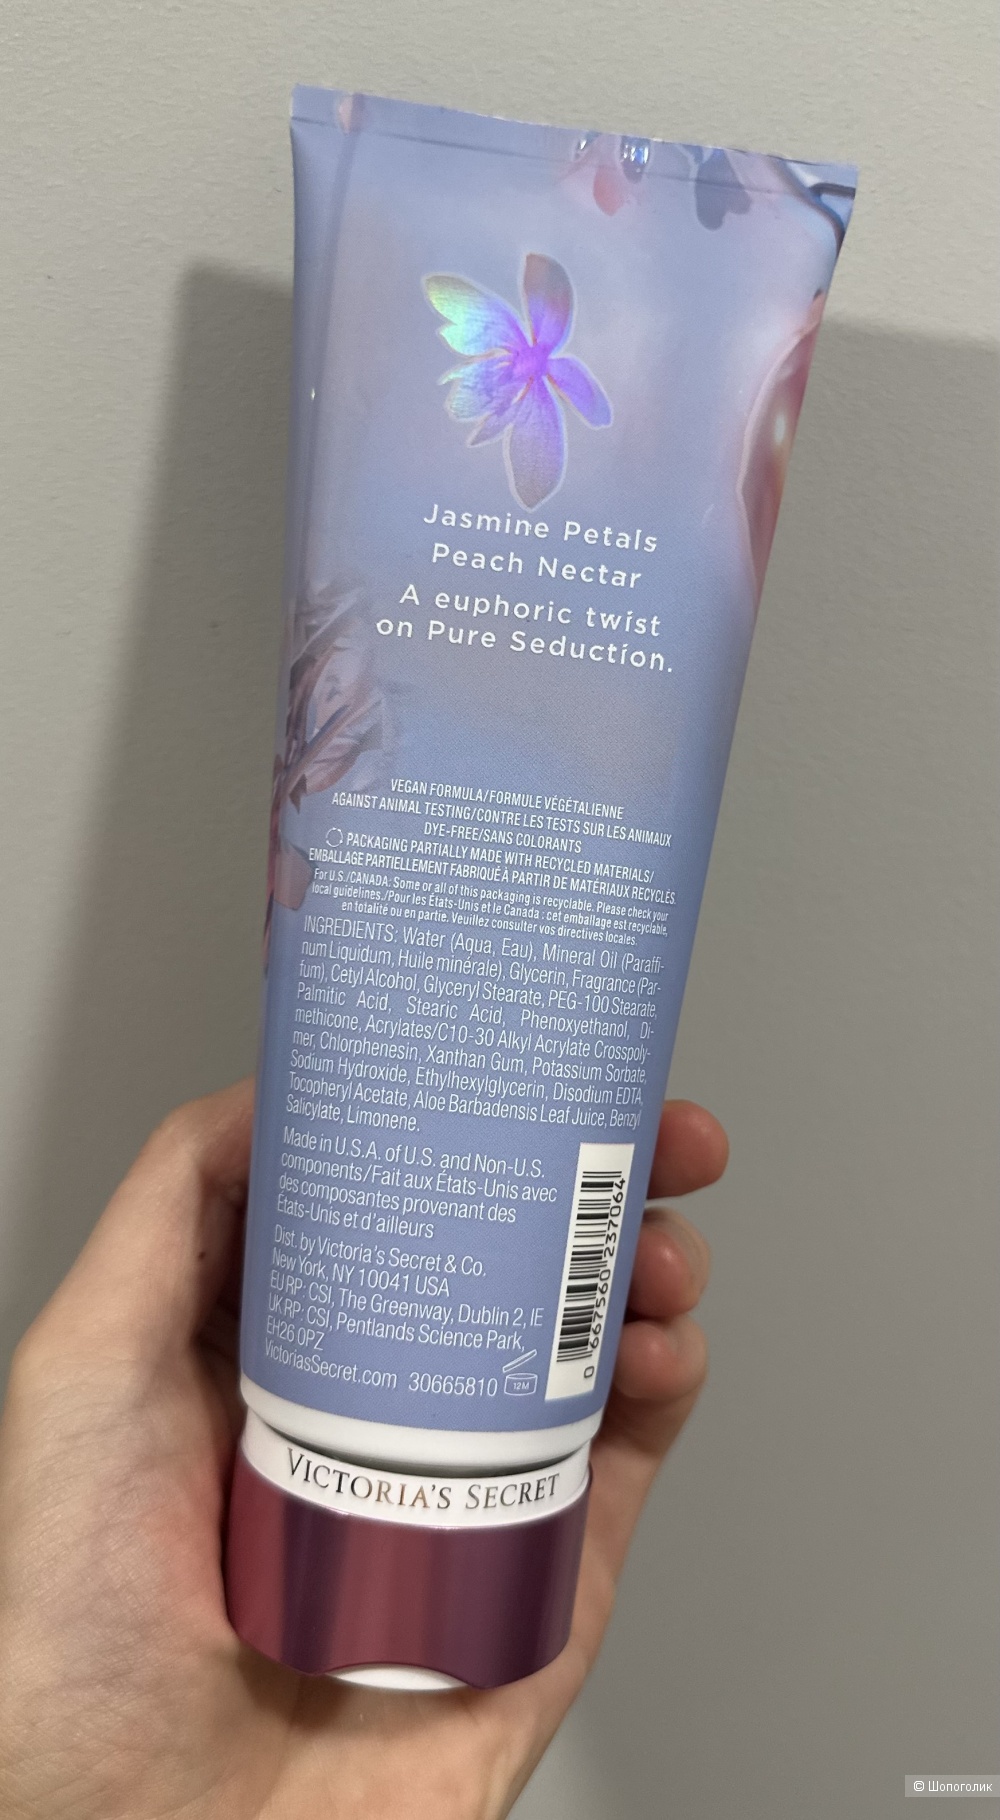 Jasmine Petals
Peach Nectar
A euphoric twist
on Pure Seduction.
VEGAN FORMULA/FORMULE VÉGÉTALIENNE
AGAINST ANIMAL TESTING/CONTRE LES TESTS SUR LES ANIMAUX
DYE-FREE/SANS COLORANTS
PACKAGING PARTIALLY MADE WITH RECYCLED MATERIALS/
EMBALLAGE PARTIELLEMENT FABRIQUÉ À PARTIR DE MATÉRIAUX RECYCLÉS
For U.S./CANADA: Some or all of this packaging is recyclable. Please check your
local guidelines./Pour les États-Unis et le Canada : cet emballage est recyclable,
en totalité ou en partie. Veuillez consulter vos directives locales.
INGREDIENTS: Water (Aqua, Eau), Mineral Oil (Paraffi-
num Liquidum, Huile minérale), Glycerin, Fragrance (Par-
fum), Cetyl Alcohol, Glyceryl Stearate, PEG-100 Stearate,
Palmitic Acid, Stearic Acid, Phenoxyethanol, Di-
methicone, Acrylates/C10-30 Alkyl Acrylate Crosspoly-
mer, Chlorphenesin, Xanthan Gum, Potassium Sorbate,
Sodium Hydroxide, Ethylhexylglycerin, Disodium EDTA,
Tocopheryl Acetate, Aloe Barbadensis Leaf Juice, Benzyl
Salicylate, Limonene.
Made in U.S.A. of U.S. and Non-U.S.
components/Fait aux États-Unis avec
des composantes provenant des
États-Unis et d'ailleurs
Dist. by Victoria's Secret & Co.
New York, NY 10041 USA
EU RP: CSI, The Greenway, Dublin 2, IE
UK RP: CSI, Pentlands Science Park,
EH26 0PZ
VictoriasSecret.com 30665810
12M
0 667560 237064
VICTORIA'S SECRET
© Шопоголик